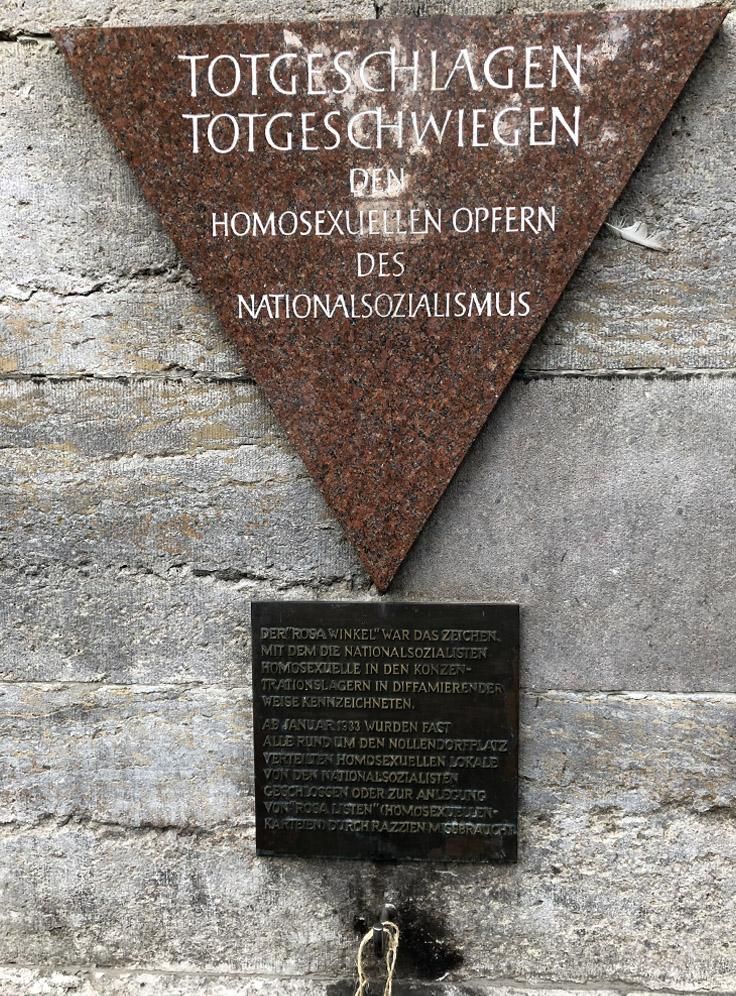 TOTGESCHLAGEN
TOTGESCHWIEGEN
DEN
HOMOSEXUELLEN OPFERN
DES
NATIONALSOZIALISMUS
DER "ROSA WINKEL" WAR DAS ZEICHEN,
MIT DEM DIE NATIONALSOZIALISTEN
HOMOSEXUELLE IN DEN KONZEN-
TRATIONSLAGERN IN DIFFAMIERENDER
WEISE KENNZEICHNETEN.
AB JANUAR 1933 WURDEN FAST
ALLE RUND UM DEN NOLLENDORFPLATZ
VERTEILTEN HOMOSEXUELLEN LOKALE
VON DEN NATIONALSOZIALISTEN
GESCHLOSSEN ODER ZUR ANLEGUNG
VON "ROSA LISTEN" (HOMOSEXUELLEN-
KARTEIEN) DURCH RAZZIEN MISSBRAUCHT.